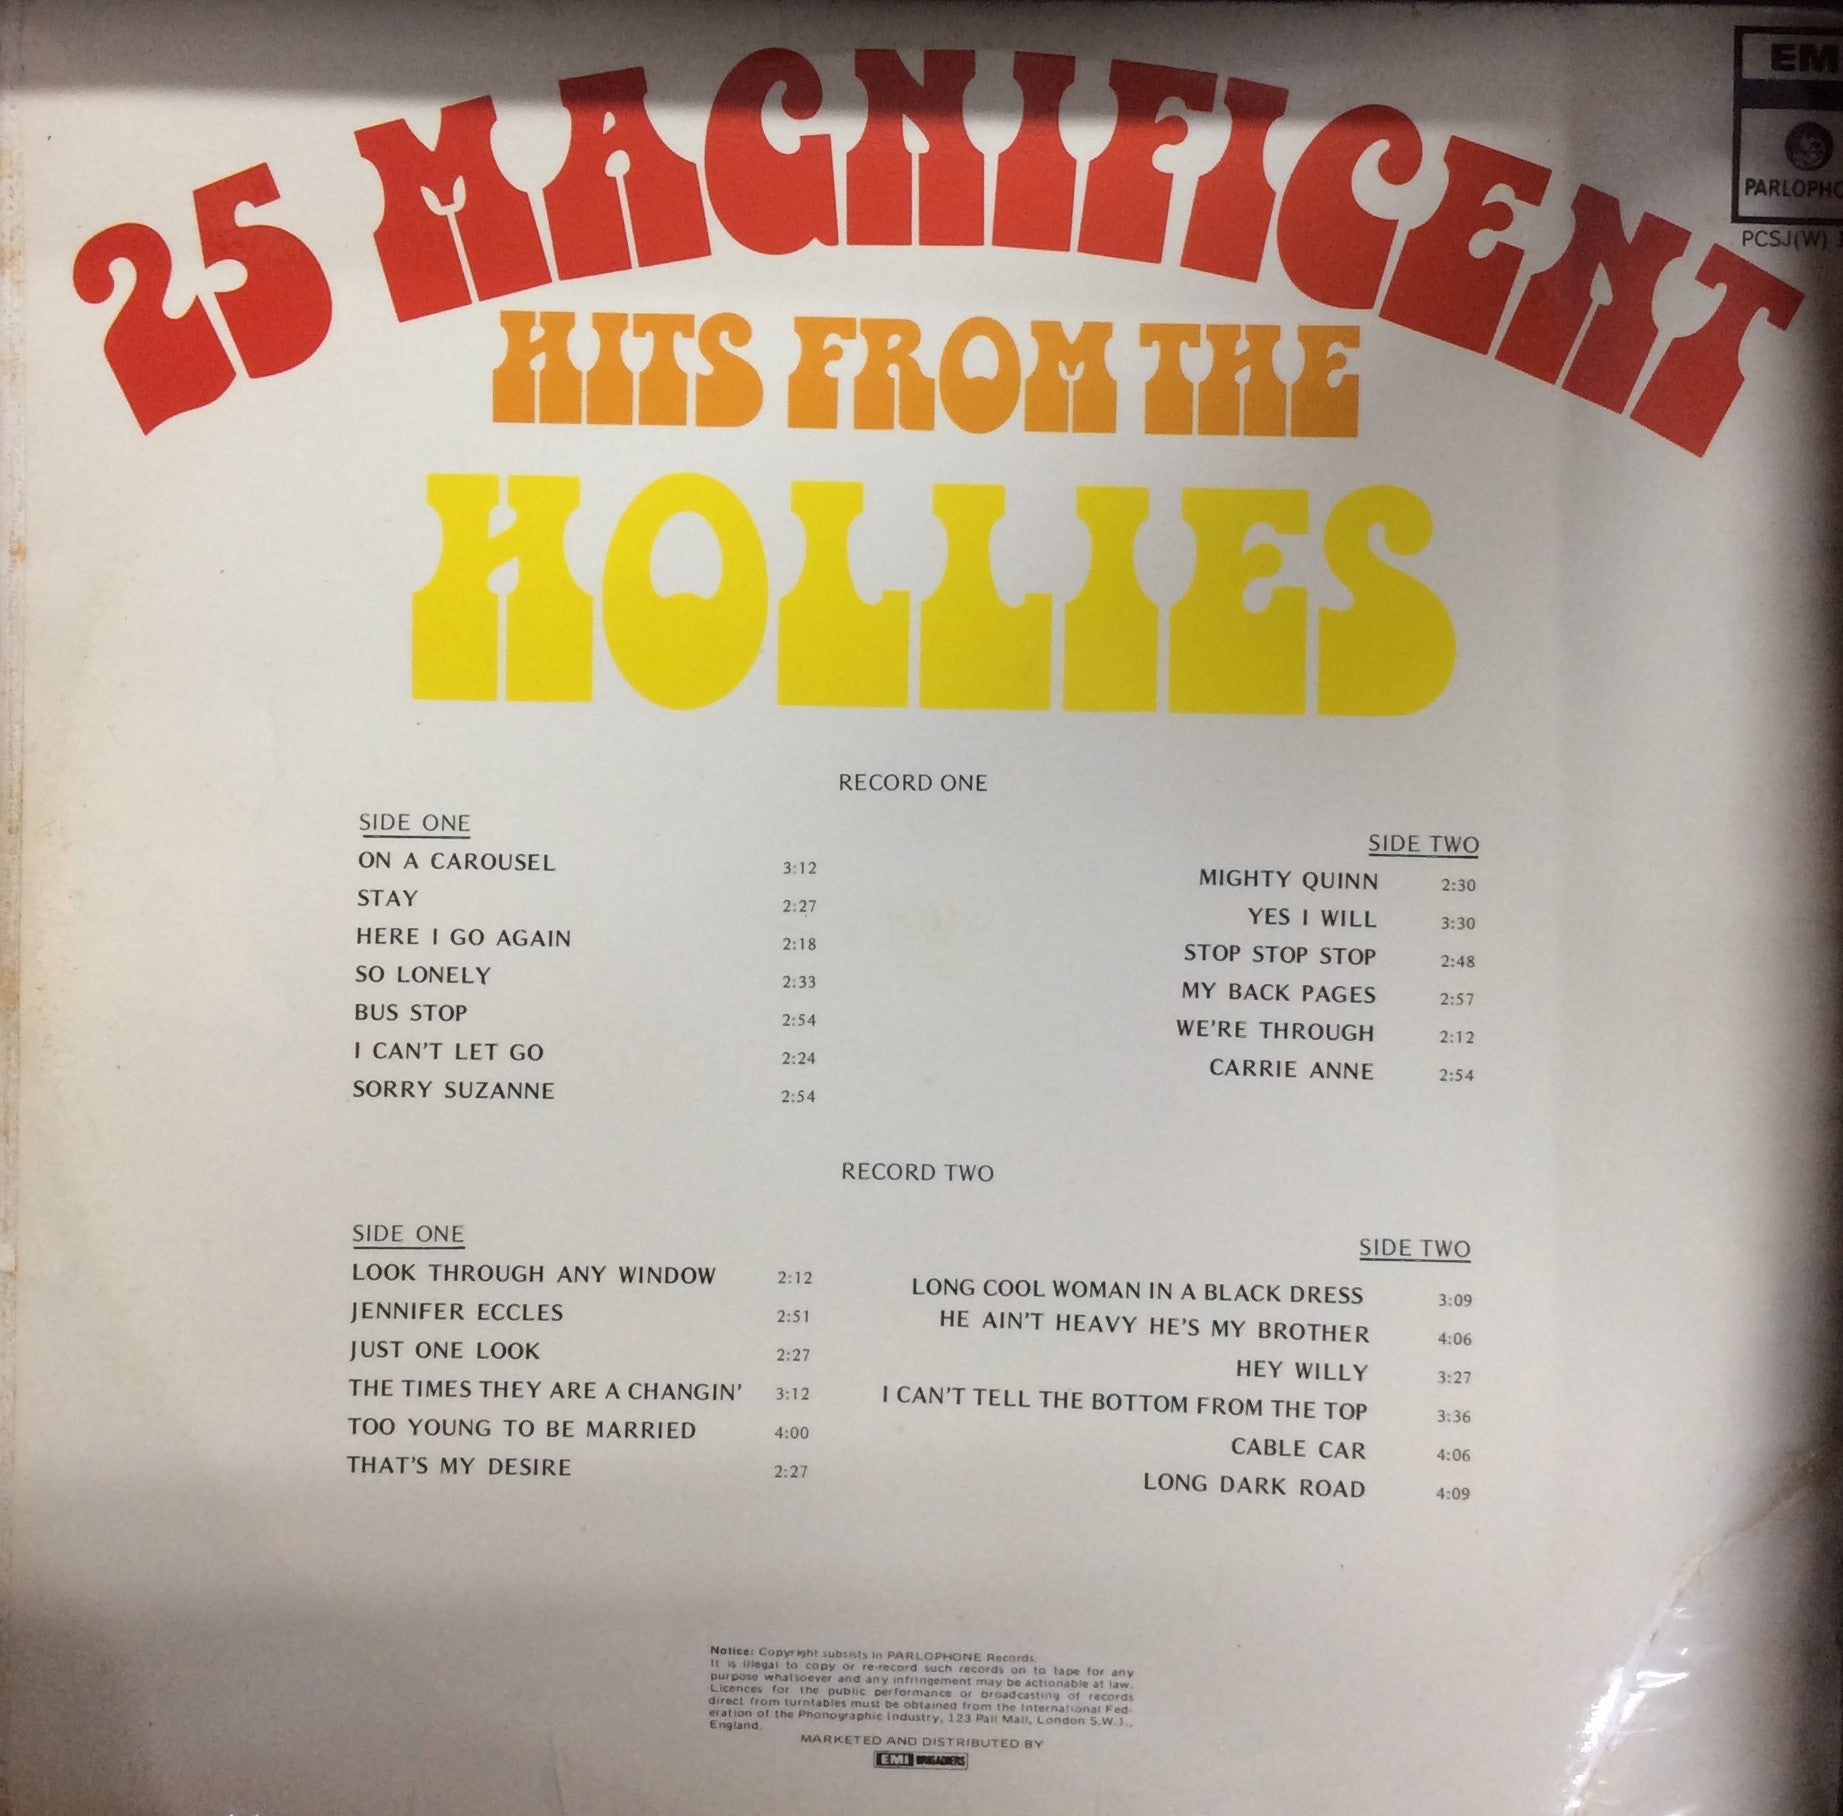 25 MAGNIFICENT
HITS FROM THE
HOLLIES
EM
PARLOPHO
PCSJ(W)
RECORD ONE
SIDE ONE
ON A CAROUSEL 3:12
STAY 2:27
HERE I GO AGAIN 2:18
SO LONELY 2:33
BUS STOP 2:54
I CAN'T LET GO 2:24
SORRY SUZANNE 2:54
SIDE TWO
MIGHTY QUINN 2:30
YES I WILL 3:30
STOP STOP STOP 2:48
MY BACK PAGES 2:57
WE'RE THROUGH 2:12
CARRIE ANNE 2:54
RECORD TWO
SIDE ONE
LOOK THROUGH ANY WINDOW 2:12
JENNIFER ECCLES 2:51
JUST ONE LOOK 2:27
THE TIMES THEY ARE A CHANGIN' 3:12
TOO YOUNG TO BE MARRIED 4:00
THAT'S MY DESIRE 2:27
SIDE TWO
LONG COOL WOMAN IN A BLACK DRESS 3:09
HE AIN'T HEAVY HE'S MY BROTHER 4:06
HEY WILLY 3:27
I CAN'T TELL THE BOTTOM FROM THE TOP 3:36
CABLE CAR 4:06
LONG DARK ROAD 4:09
Notice: Copyright subsists in PARLOPHONE Records.
It is illegal to copy or re-record such records on to tape for any
purpose whatsoever and any infringement may be actionable at law.
Licences for the public performance or broadcasting of records
direct from turntables must be obtained from the International Fed-
eration of the Phonographic Industry, 123 Pall Mall, London S.W.1.,
England.
MARKETED AND DISTRIBUTED BY
EMI BRIGADIERS